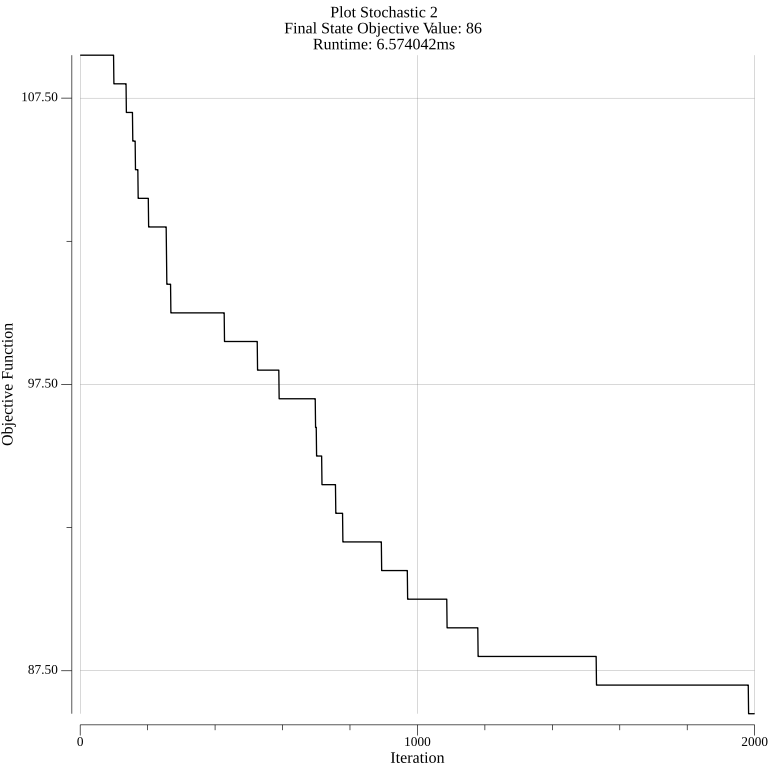 Plot Stochastic 2
Final State Objective Value: 86
Runtime: 6.574042ms
107.50
97.50
87.50
Objective Function
0
1000
2000
Iteration